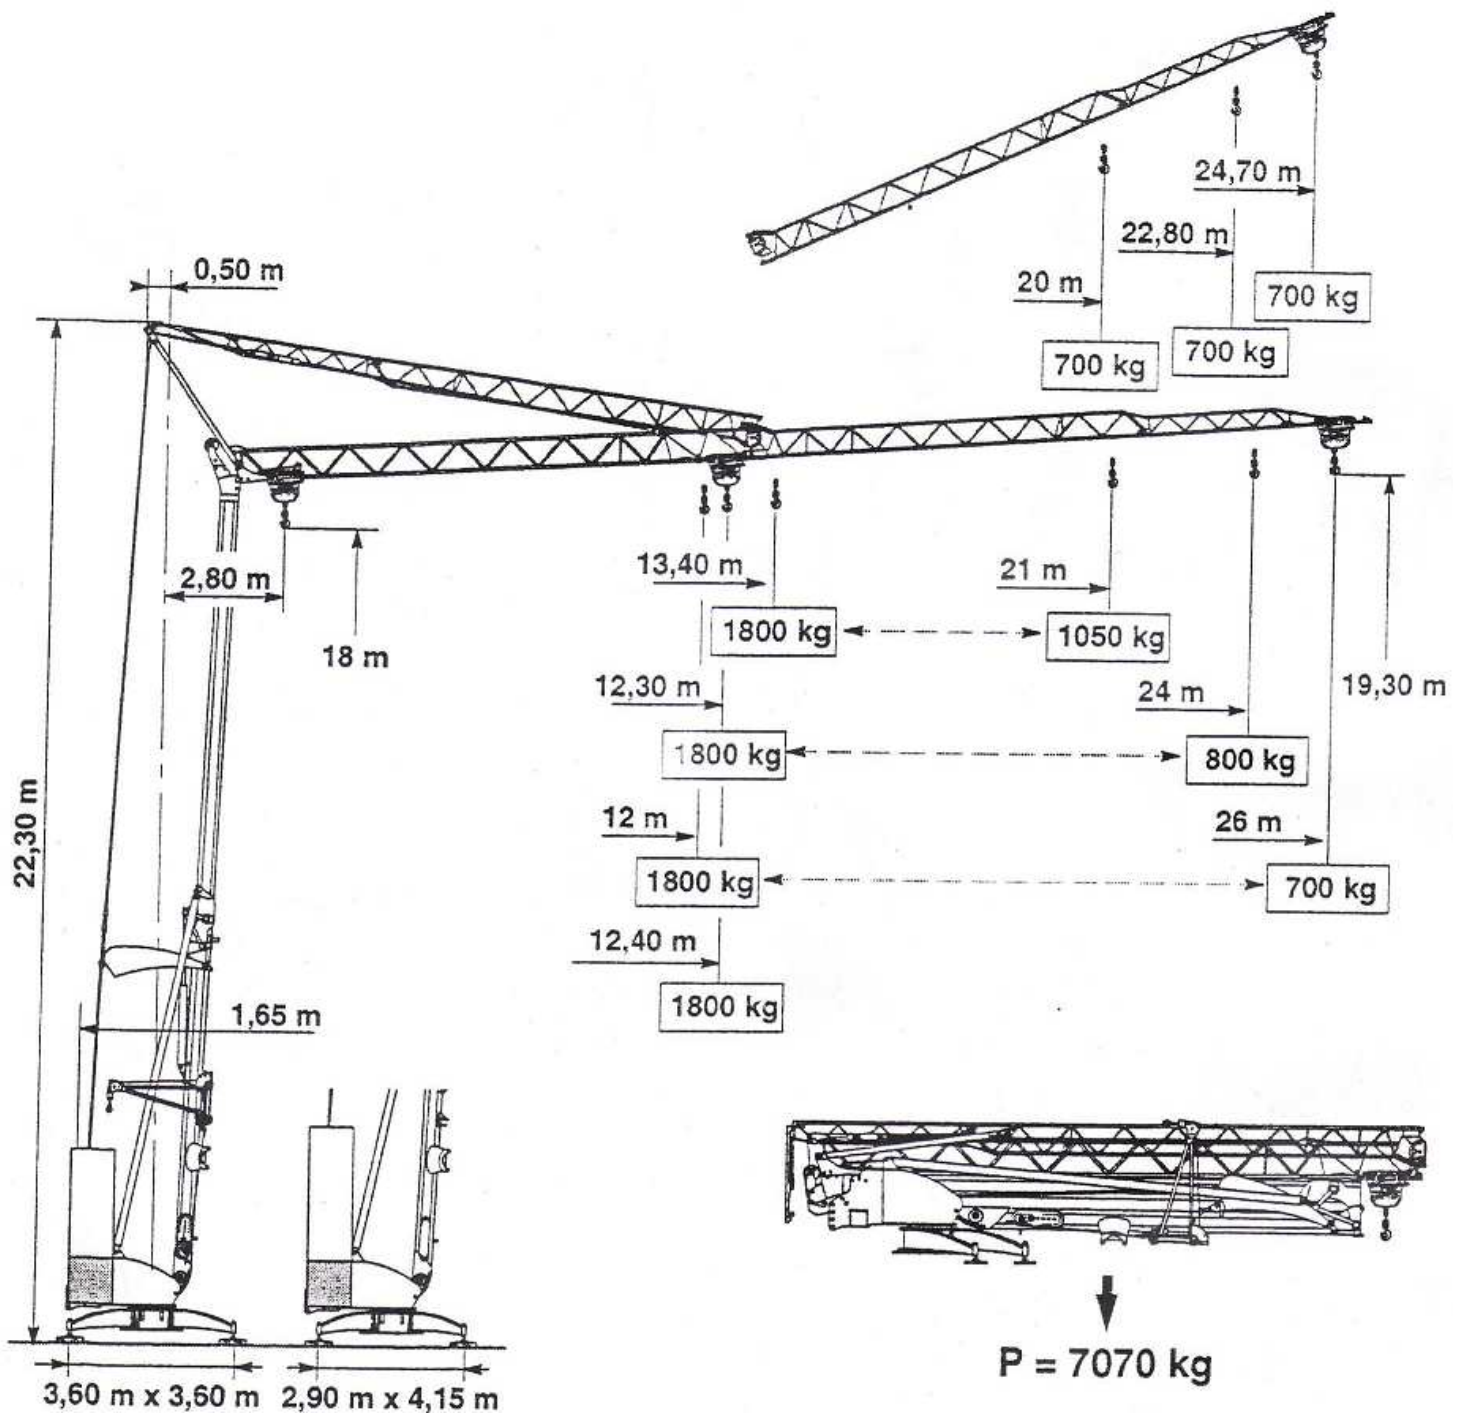 24,70 m
22,80 m
0,50 m
20 m
700 kg
700 kg
700 kg
13,40 m
21 m
2,80 m
1800 kg
1050 kg
18 m
12,30 m
24 m
19,30 m
1800 kg
800 kg
22,30 m
12 m
26 m
1800 kg
700 kg
12,40 m
1800 kg
1,65 m
P = 7070 kg
3,60 m x 3,60 m
2,90 m x 4,15 m